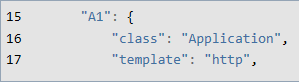 15 "A1": {
16 "class": "Application",
17 "template": "http",